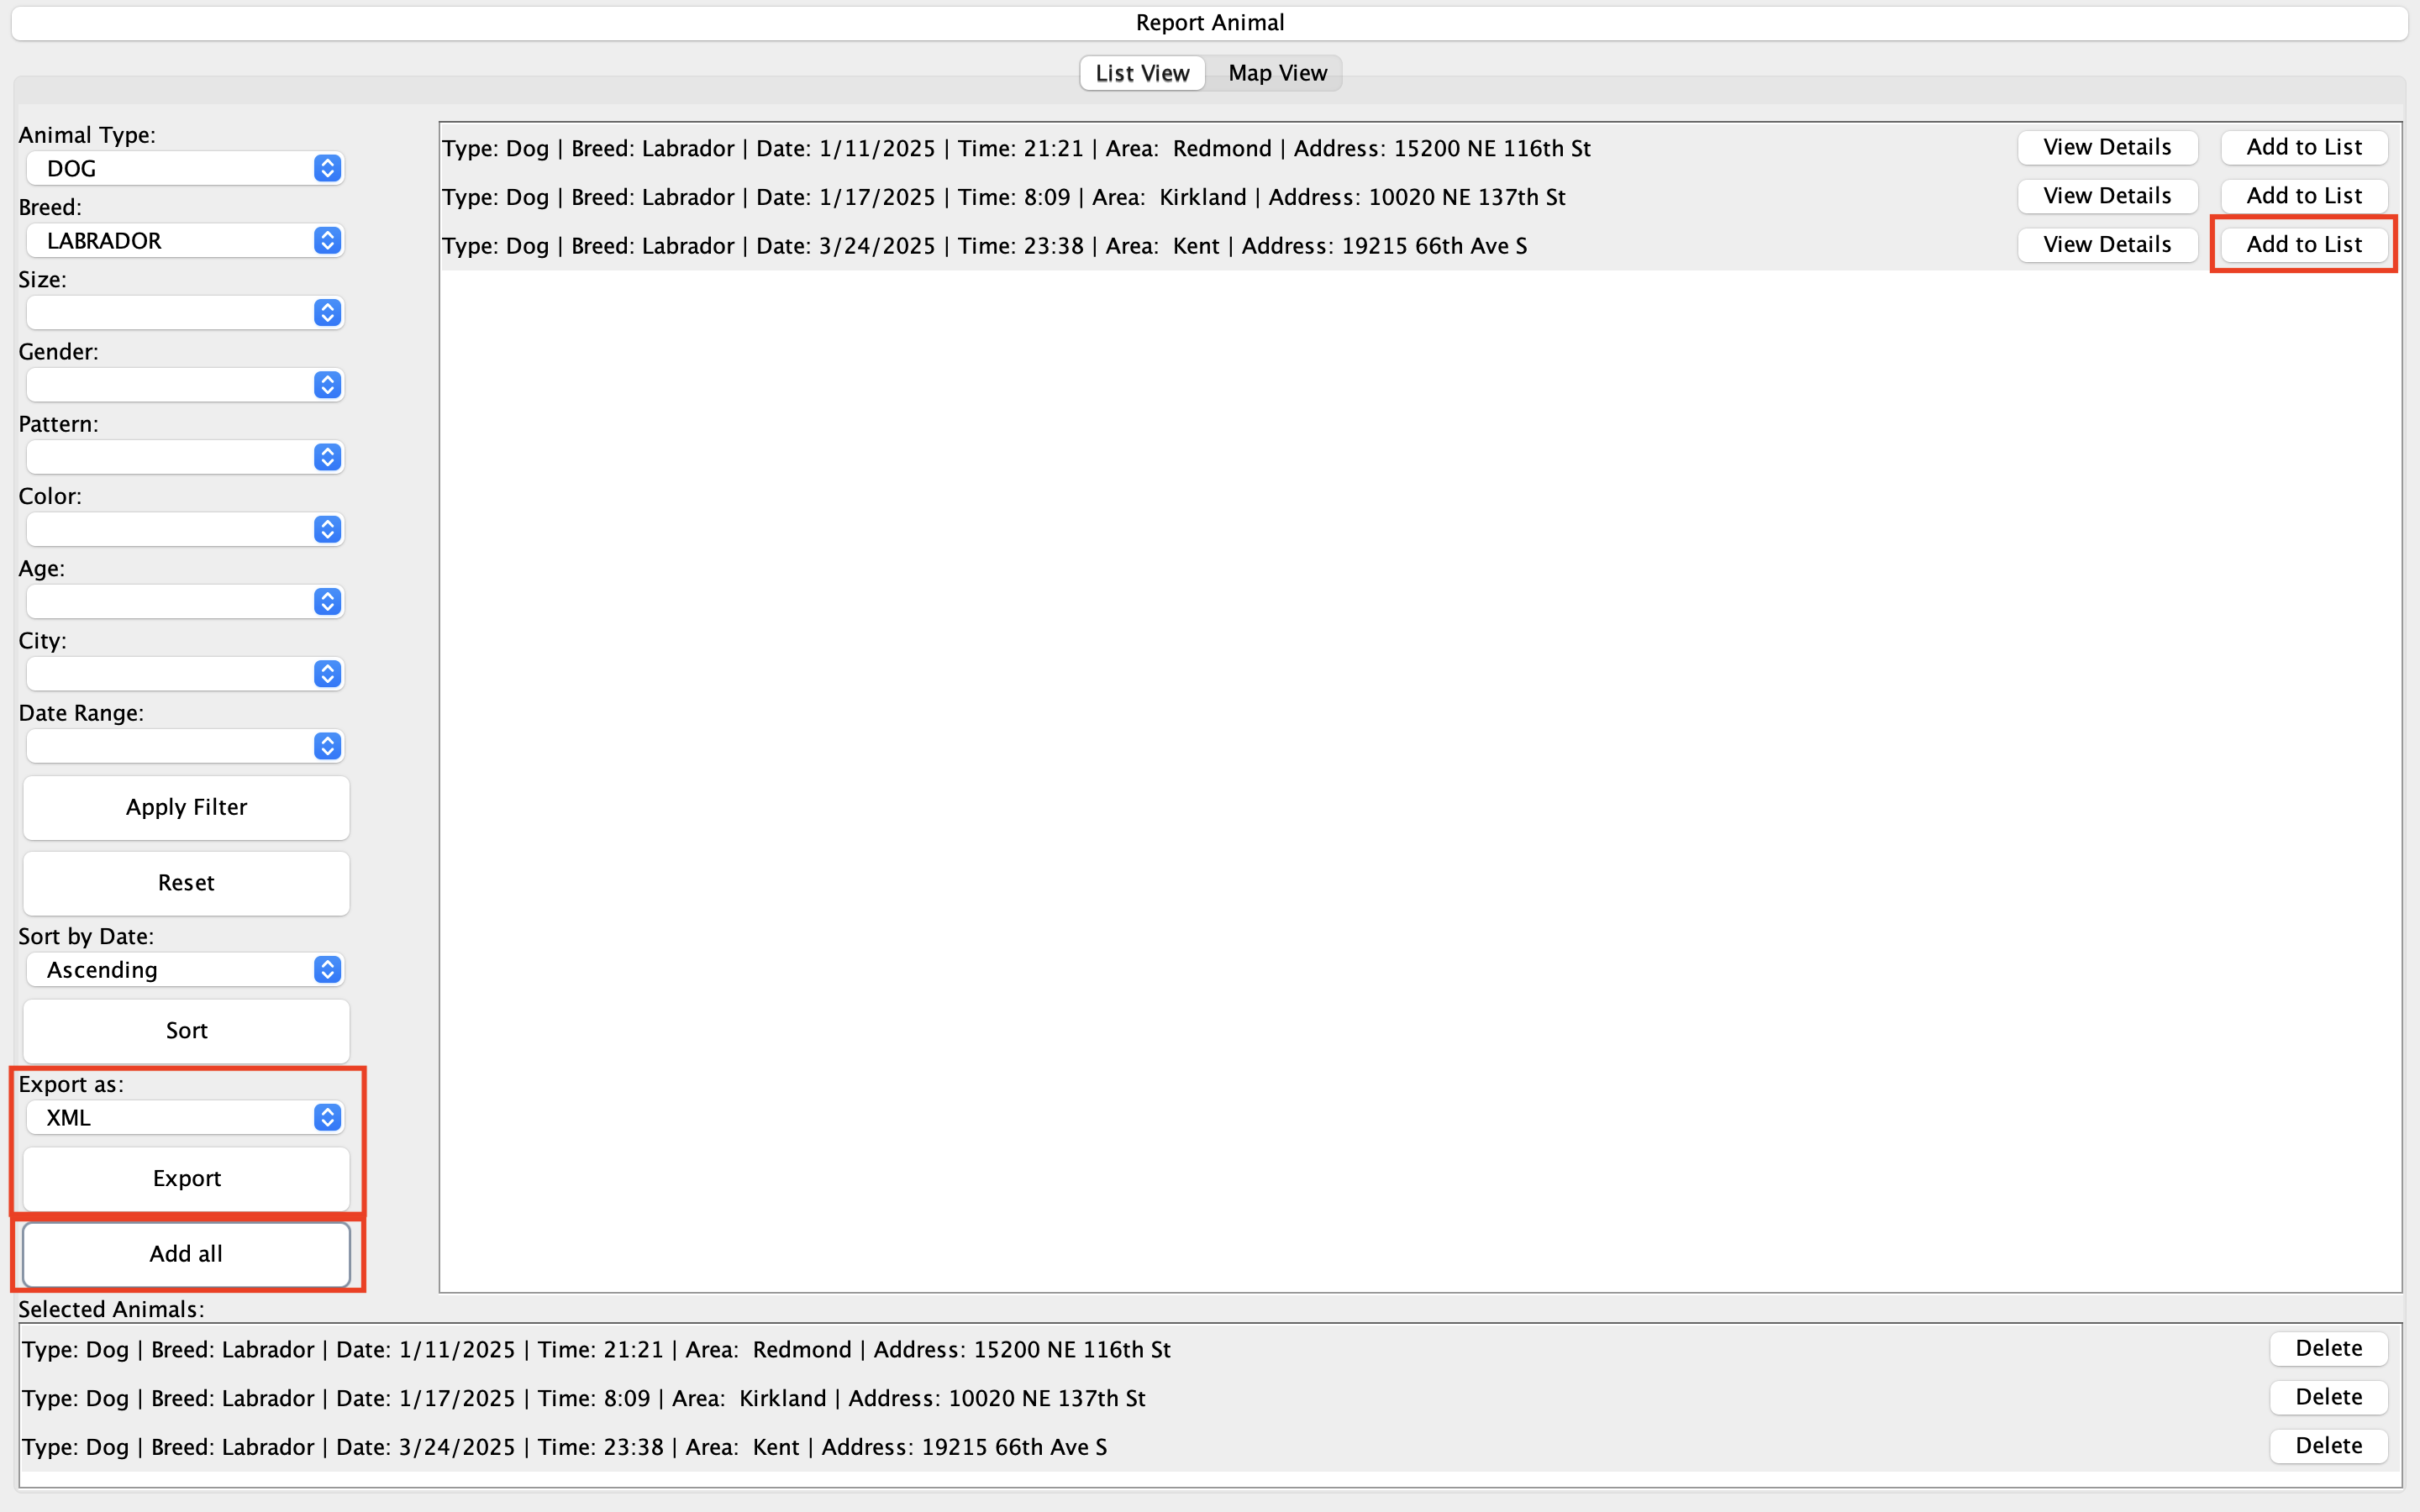 Report Animal
List View Map View
Animal Type:
DOG
Breed:
LABRADOR
Size:
Gender:
Pattern:
Color:
Age:
City:
Date Range:
Apply Filter
Reset
Sort by Date:
Ascending
Sort
Export as:
XML
Export
Add all
Type: Dog | Breed: Labrador | Date: 1/11/2025 | Time: 21:21 | Area:  Redmond | Address: 15200 NE 116th St View Details Add to List
Type: Dog | Breed: Labrador | Date: 1/17/2025 | Time: 8:09 | Area:  Kirkland | Address: 10020 NE 137th St View Details Add to List
Type: Dog | Breed: Labrador | Date: 3/24/2025 | Time: 23:38 | Area:  Kent | Address: 19215 66th Ave S View Details Add to List
Selected Animals:
Type: Dog | Breed: Labrador | Date: 1/11/2025 | Time: 21:21 | Area:  Redmond | Address: 15200 NE 116th St Delete
Type: Dog | Breed: Labrador | Date: 1/17/2025 | Time: 8:09 | Area:  Kirkland | Address: 10020 NE 137th St Delete
Type: Dog | Breed: Labrador | Date: 3/24/2025 | Time: 23:38 | Area:  Kent | Address: 19215 66th Ave S Delete